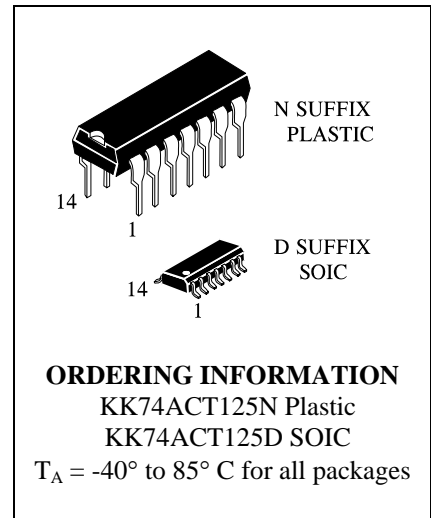 N SUFFIX
PLASTIC
14
1
D SUFFIX
SOIC
14
1
ORDERING INFORMATION
KK74ACT125N Plastic
KK74ACT125D SOIC
TA = -40° to 85° C for all packages